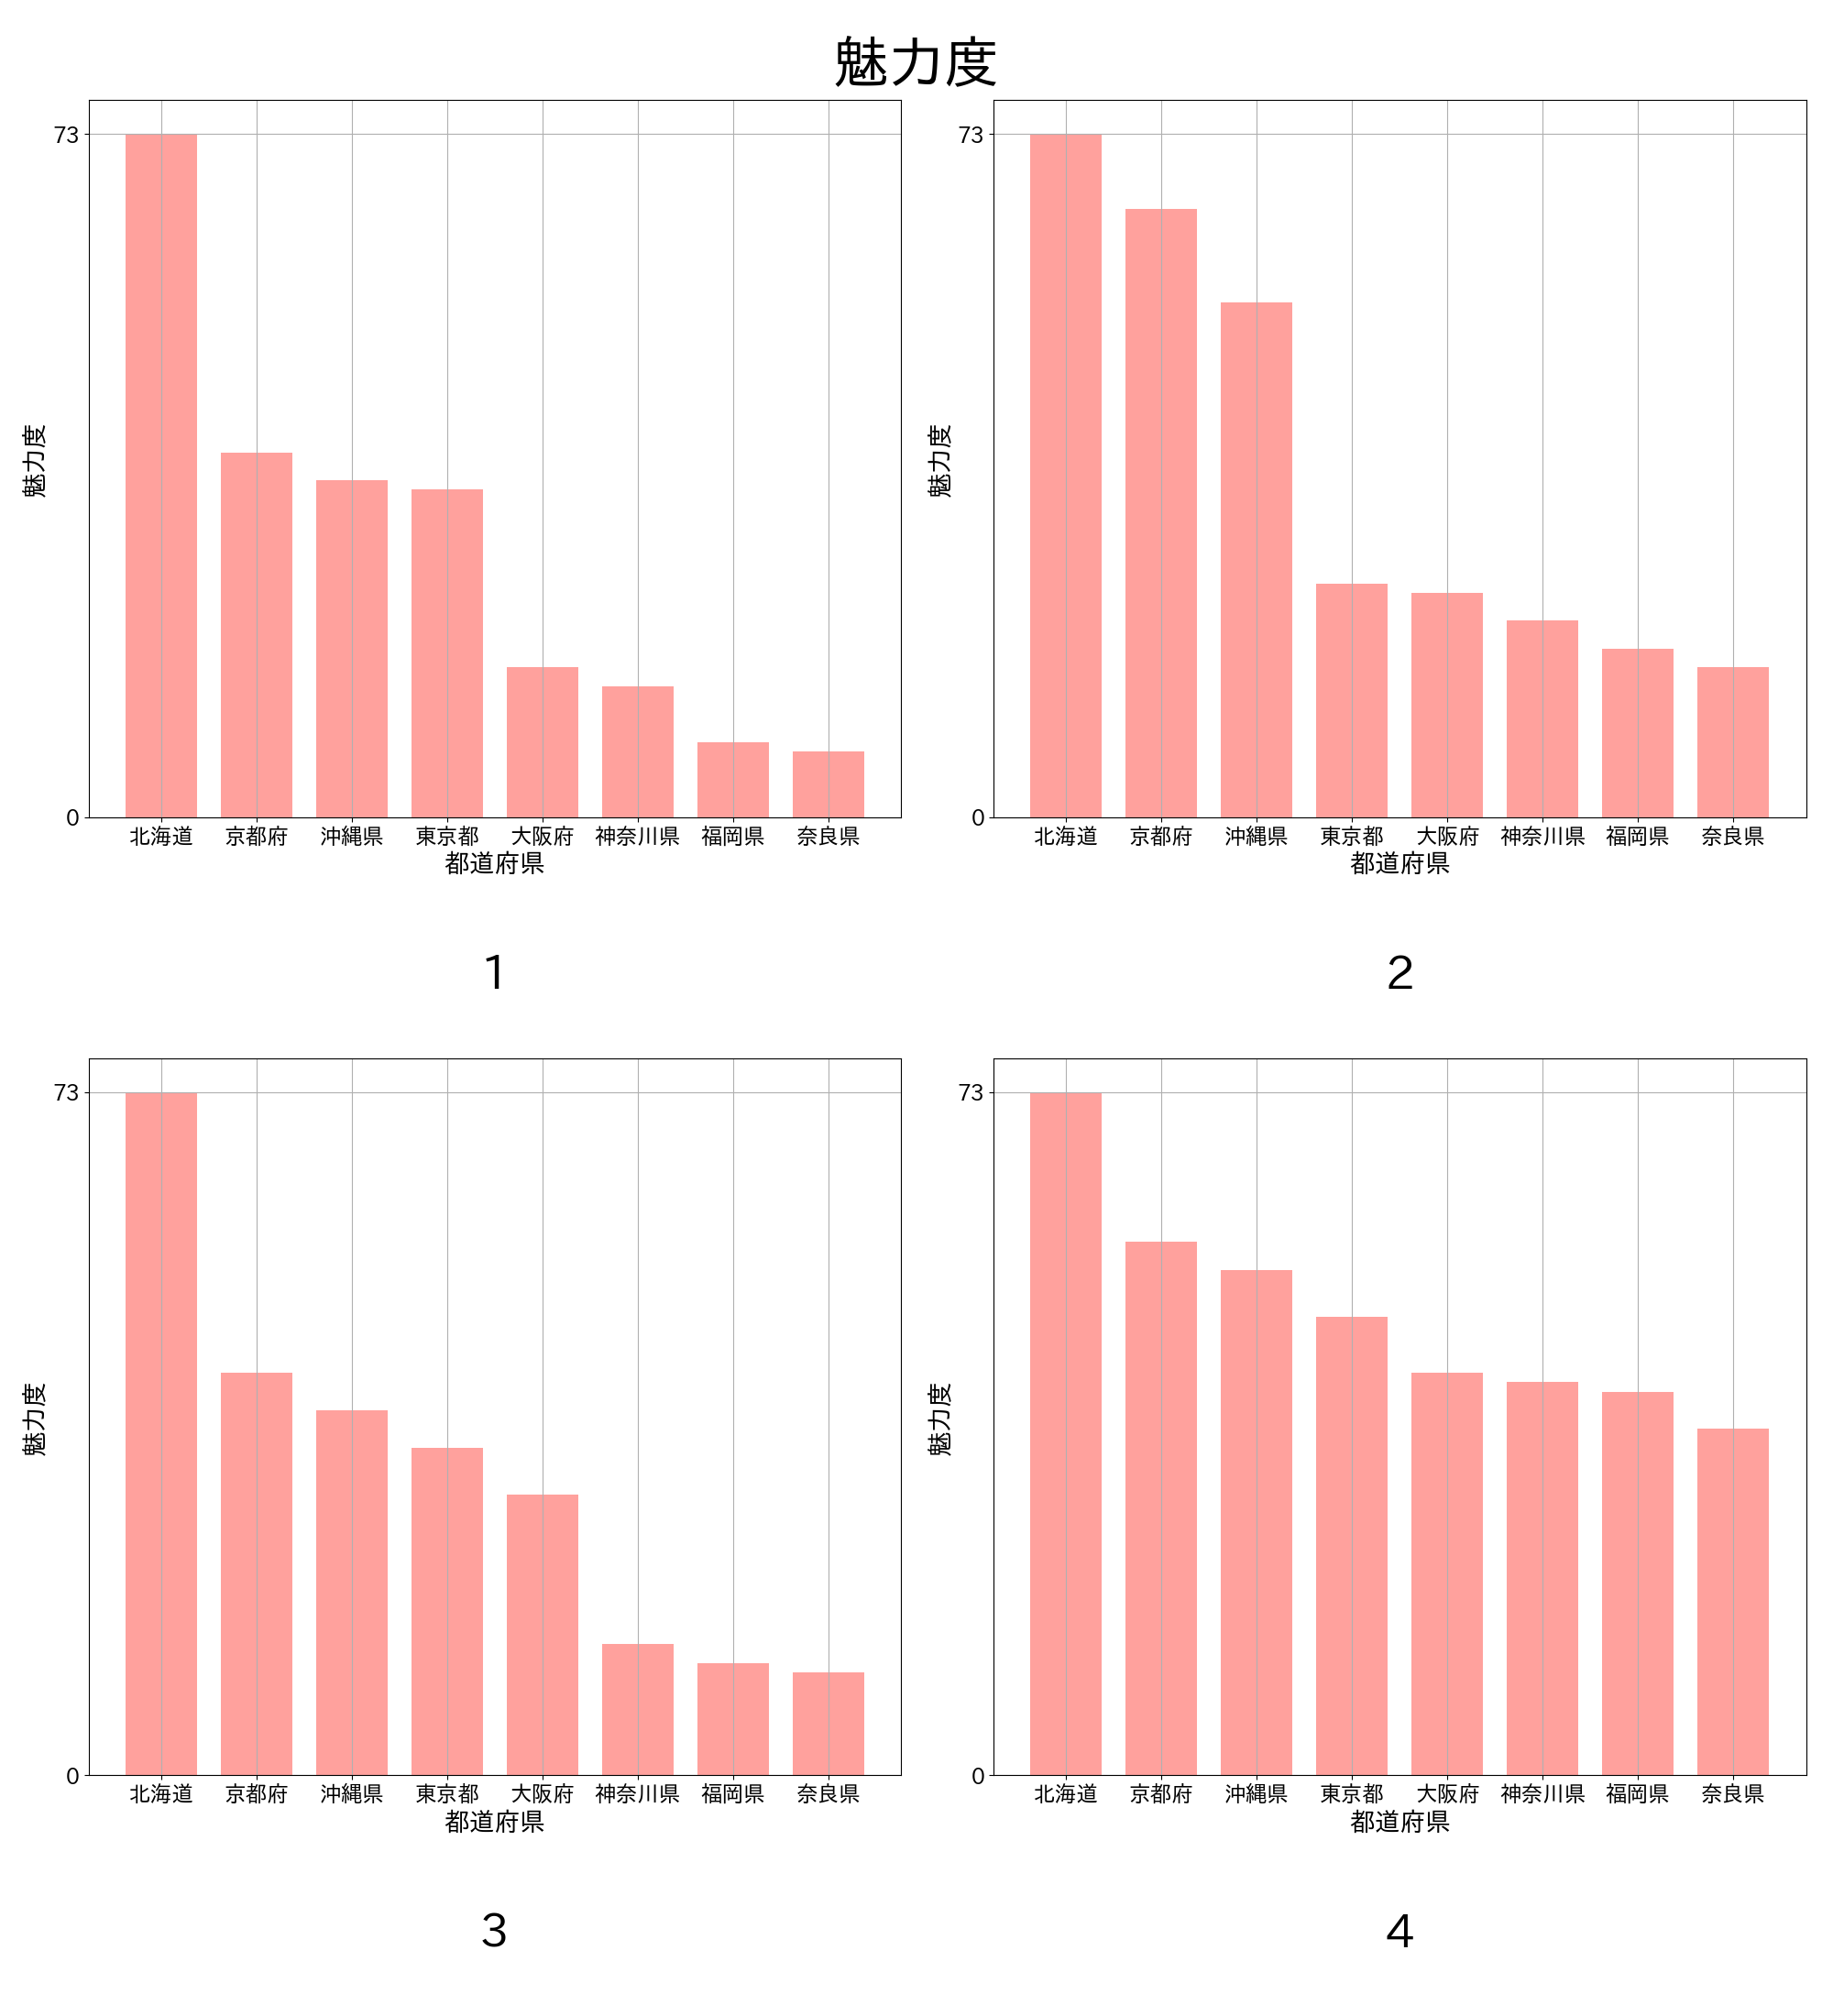 魅力度
73
0
魅力度
北海道 京都府 沖縄県 東京都 大阪府 神奈川県 福岡県 奈良県
都道府県
1
73
0
魅力度
北海道 京都府 沖縄県 東京都 大阪府 神奈川県 福岡県 奈良県
都道府県
2
73
0
魅力度
北海道 京都府 沖縄県 東京都 大阪府 神奈川県 福岡県 奈良県
都道府県
3
73
0
魅力度
北海道 京都府 沖縄県 東京都 大阪府 神奈川県 福岡県 奈良県
都道府県
4